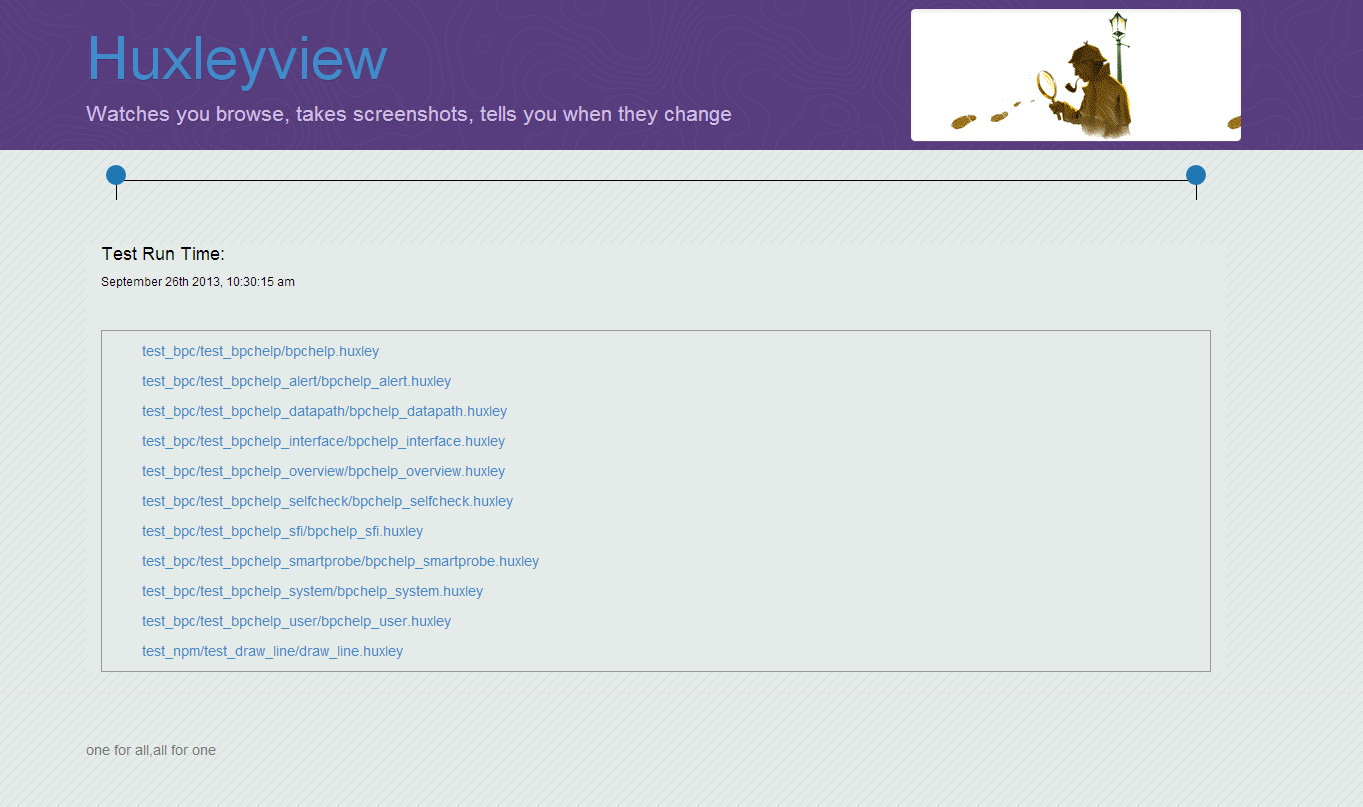 Huxleyview
Watches you browse, takes screenshots, tells you when they change
Test Run Time:
September 26th 2013, 10:30:15 am
test_bpc/test_bpchelp/bpchelp.huxley
test_bpc/test_bpchelp_alert/bpchelp_alert.huxley
test_bpc/test_bpchelp_datapath/bpchelp_datapath.huxley
test_bpc/test_bpchelp_interface/bpchelp_interface.huxley
test_bpc/test_bpchelp_overview/bpchelp_overview.huxley
test_bpc/test_bpchelp_selfcheck/bpchelp_selfcheck.huxley
test_bpc/test_bpchelp_sfi/bpchelp_sfi.huxley
test_bpc/test_bpchelp_smartprobe/bpchelp_smartprobe.huxley
test_bpc/test_bpchelp_system/bpchelp_system.huxley
test_bpc/test_bpchelp_user/bpchelp_user.huxley
test_npm/test_draw_line/draw_line.huxley
one for all,all for one